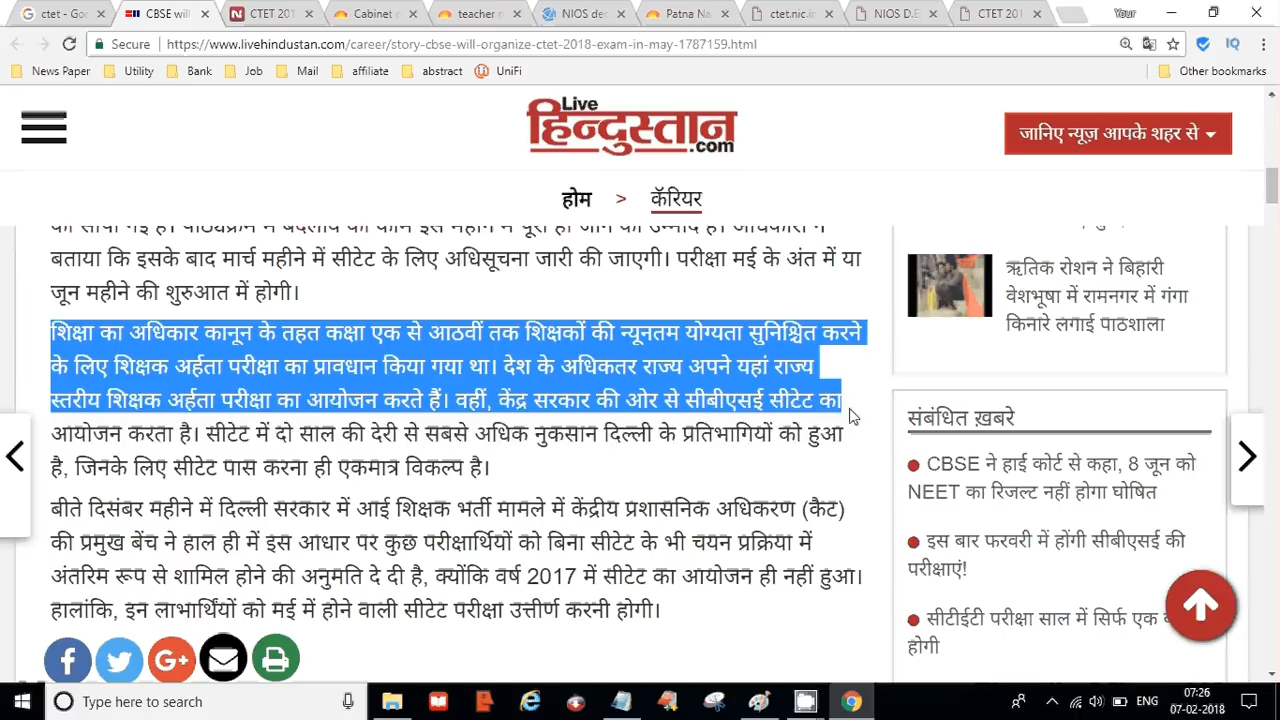 ctet - Goo
CBSE will
CTET 201
Cabinet c
teacher n
NIOS de
Patna Na
ctet.nic.in
NIOS D.E
CTET 201
Your
Secure
https://www.livehindustan.com/career/story-cbse-will-organize-ctet-2018-exam-in-may-1787159.html
IQ
News Paper
Utility
Bank
Job
Mail
affiliate
abstract
UniFi
Other bookmarks
Live
हिन्दुस्तान
.com
जानिए न्यूज़ आपके शहर से
होम > कॅरियर
बताया कि इसके बाद मार्च महीने में सीटेट के लिए अधिसूचना जारी की जाएगी। परीक्षा मई के अंत में या
जून महीने की शुरुआत में होगी।
शिक्षा का अधिकार कानून के तहत कक्षा एक से आठवीं तक शिक्षकों की न्यूनतम योग्यता सुनिश्चित करने
के लिए शिक्षक अर्हता परीक्षा का प्रावधान किया गया था। देश के अधिकतर राज्य अपने यहां राज्य
स्तरीय शिक्षक अर्हता परीक्षा का आयोजन करते हैं। वहीं, केंद्र सरकार की ओर से सीबीएसई सीटेट का
आयोजन करता है। सीटेट में दो साल की देरी से सबसे अधिक नुकसान दिल्ली के प्रतिभागियों को हुआ
है, जिनके लिए सीटेट पास करना ही एकमात्र विकल्प है।
बीते दिसंबर महीने में दिल्ली सरकार में आई शिक्षक भर्ती मामले में केंद्रीय प्रशासनिक अधिकरण (कैट)
की प्रमुख बेंच ने हाल ही में इस आधार पर कुछ परीक्षार्थियों को बिना सीटेट के भी चयन प्रक्रिया में
अंतरिम रूप से शामिल होने की अनुमति दे दी है, क्योंकि वर्ष 2017 में सीटेट का आयोजन ही नहीं हुआ।
हालांकि, इन लाभार्थियों को मई में होने वाली सीटेट परीक्षा उत्तीर्ण करनी होगी।
ऋतिक रोशन ने बिहारी
वेशभूषा में रामनगर में गंगा
किनारे लगाई पाठशाला
संबंधित ख़बरे
CBSE ने हाई कोर्ट से कहा, 8 जून को
NEET का रिजल्ट नहीं होगा घोषित
इस बार फरवरी में होंगी सीबीएसई की
परीक्षाएं!
सीटीईटी परीक्षा साल में सिर्फ एक
होगी
f
G+
Type here to search
ENG
07:26
07-02-2018